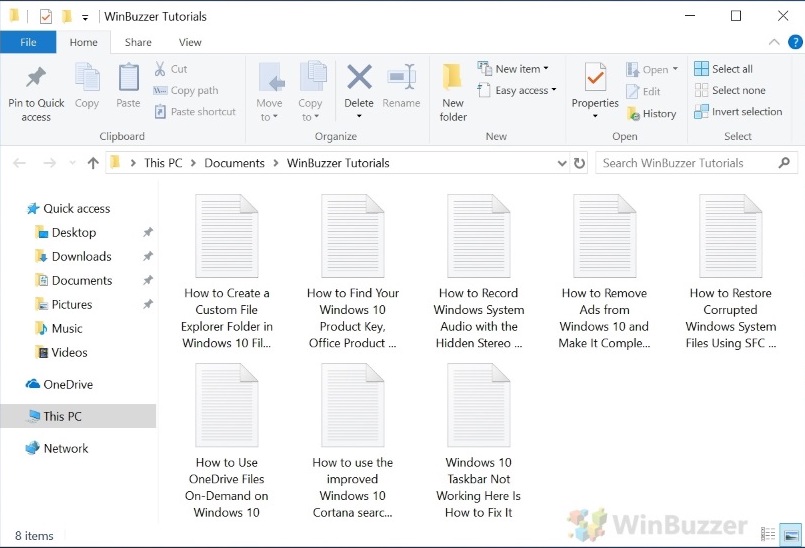 WinBuzzer Tutorials
File Home Share View
Pin to Quick access
Copy
Paste
Cut
Copy path
Paste shortcut
Clipboard
Move to
Copy to
Delete
Rename
Organize
New folder
New item
Easy access
New
Properties
Open
Edit
History
Open
Select all
Select none
Invert selection
Select
This PC > Documents > WinBuzzer Tutorials
Search WinBuzzer Tutorials
Quick access
Desktop
Downloads
Documents
Pictures
Music
Videos
OneDrive
This PC
Network
How to Create a
Custom File
Explorer Folder in
Windows 10 Fil...
How to Find Your
Windows 10
Product Key,
Office Product ...
How to Record
Windows System
Audio with the
Hidden Stereo ...
How to Remove
Ads from
Windows 10 and
Make It Comple...
How to Restore
Corrupted
Windows System
Files Using SFC ...
How to Use
OneDrive Files
On-Demand on
Windows 10
How to use the
improved
Windows 10
Cortana searc...
Windows 10
Taskbar Not
Working Here Is
How to Fix It
8 items
WinBuzzer